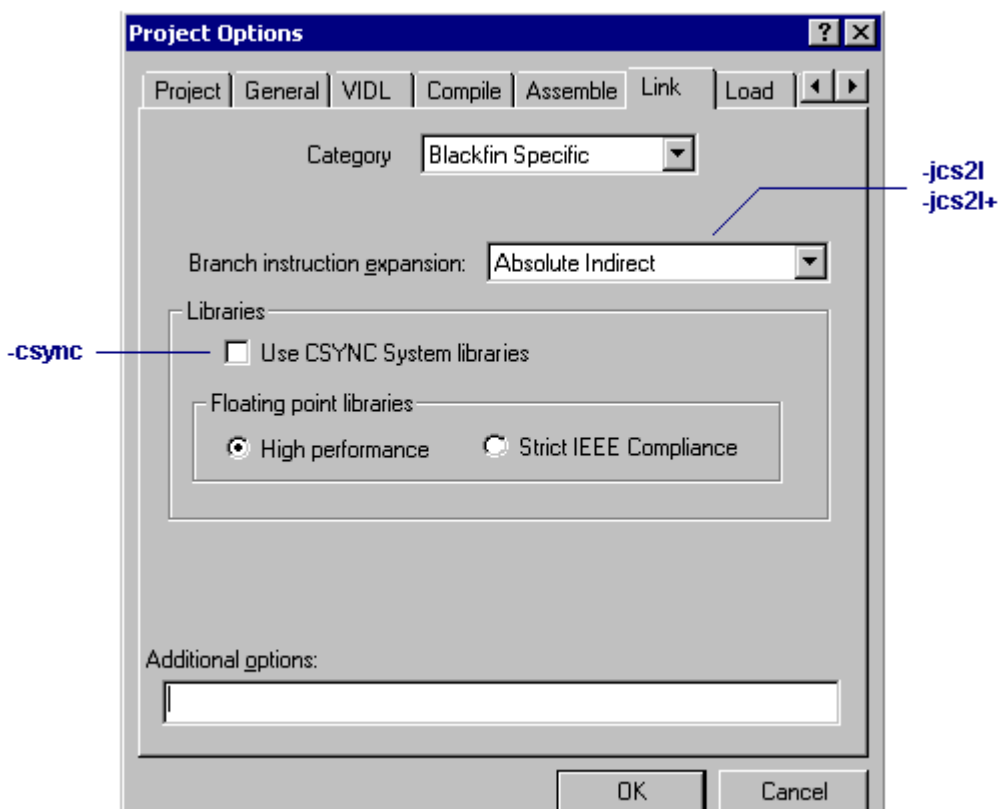 Project Options
Project General VIDL Compile Assemble Link Load
Category Blackfin Specific
-jcs2l
-jcs2l+
Branch instruction expansion: Absolute Indirect
Libraries
-csync Use CSYNC System libraries
Floating point libraries
High performance Strict IEEE Compliance
Additional options:
OK Cancel